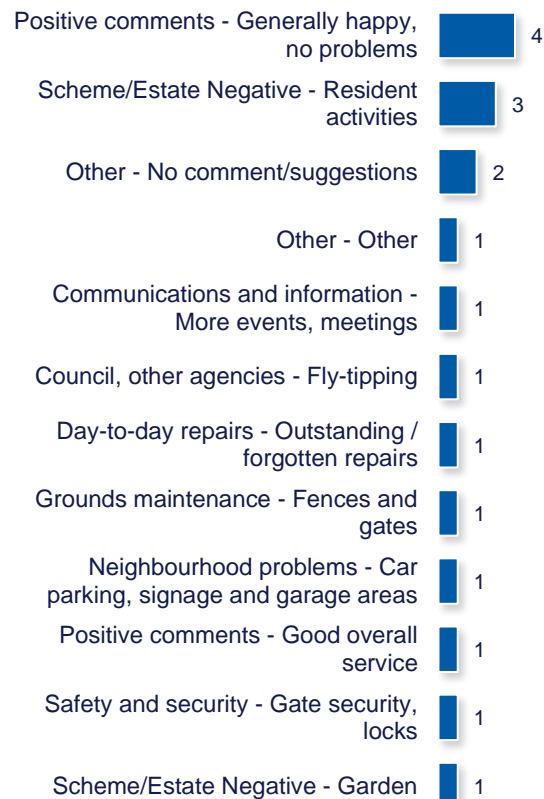 Positive comments - Generally happy,
no problems
4
Scheme/Estate Negative - Resident
activities
3
Other - No comment/suggestions
2
Other - Other
1
Communications and information -
More events, meetings
1
Council, other agencies - Fly-tipping
1
Day-to-day repairs - Outstanding /
forgotten repairs
1
Grounds maintenance - Fences and
gates
1
Neighbourhood problems - Car
parking, signage and garage areas
1
Positive comments - Good overall
service
1
Safety and security - Gate security,
locks
1
Scheme/Estate Negative - Garden
1